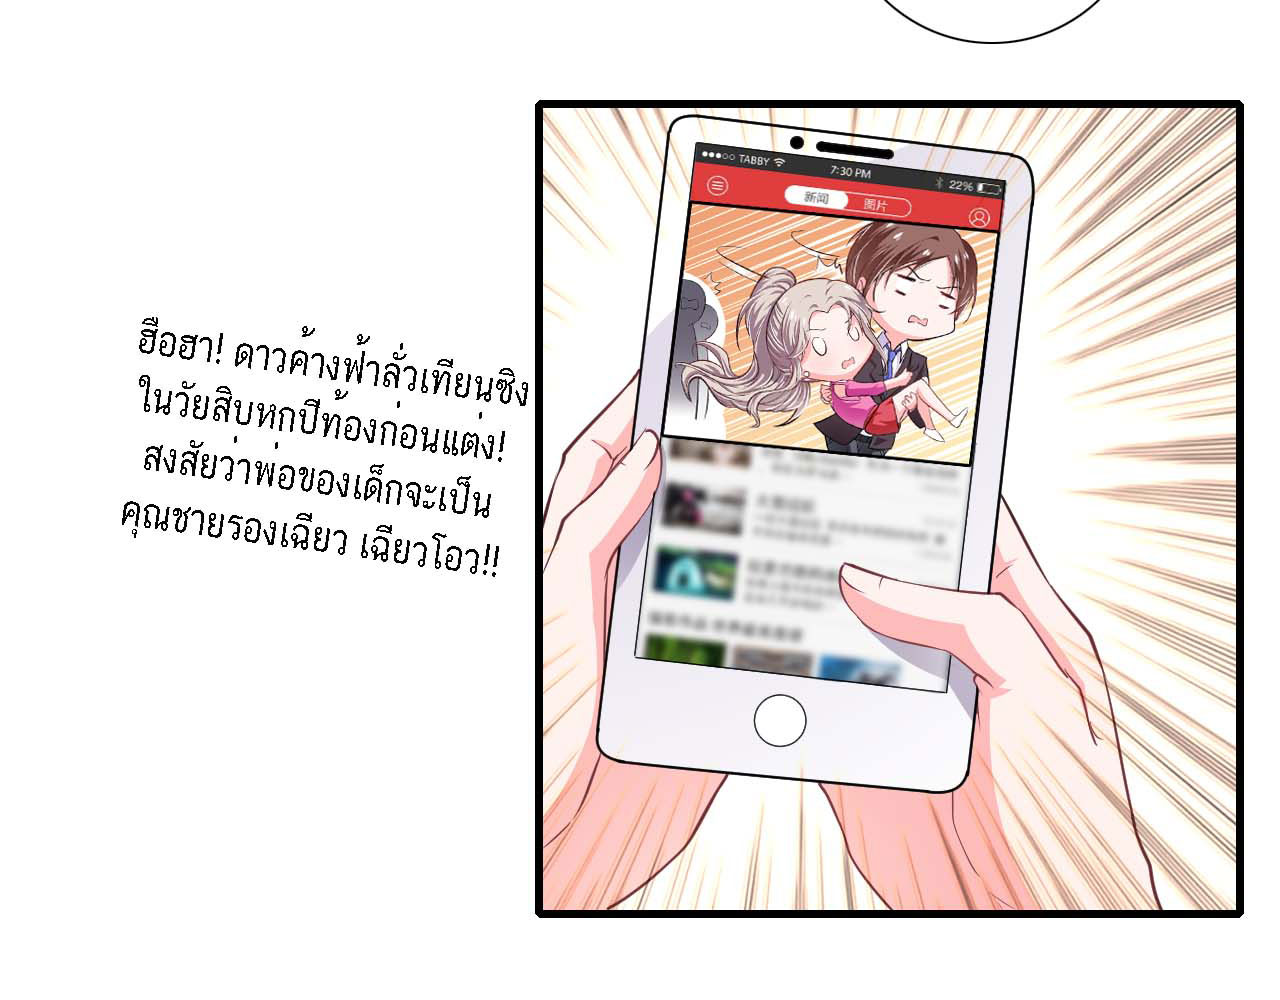 ●●●○○ TABBY 7:30 PM 22%
新闻 图片
ฮือฮา! ดาวค้างฟ้าลั่วเทียนซิง
ในวัยสิบหกปีท้องก่อนแต่ง!
สงสัยว่าพ่อของเด็กจะเป็น
คุณชายรองเฉียว เฉียวโอว!!